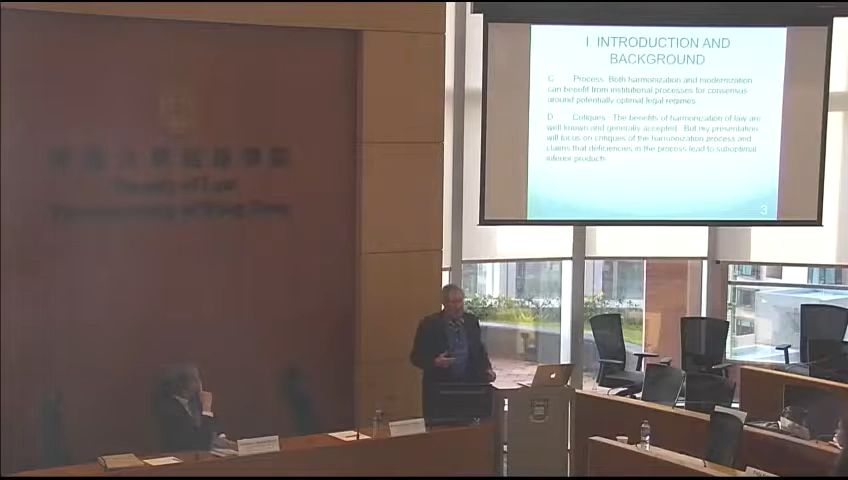 I. INTRODUCTION AND
BACKGROUND
C. Process: Both harmonization and modernization
can benefit from institutional processes for consensus
around potentially optimal legal regimes.
D. Critiques: The benefits of harmonization of law are
well known and generally accepted. But my presentation
will focus on critiques of the harmonization process and
claims that deficiencies in the process lead to suboptimal
inferior products.
3
Faculty of Law